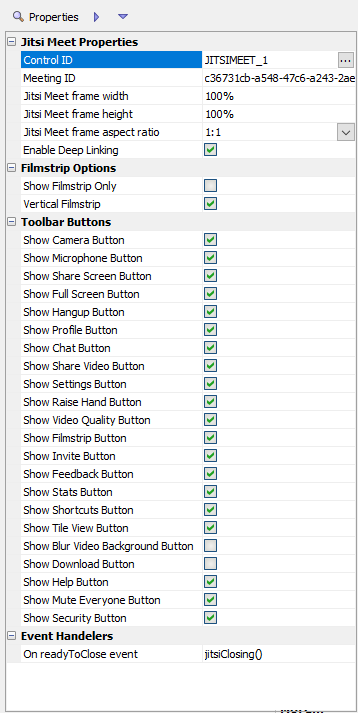 Properties
Jitsi Meet Properties
Control ID JITSIMEET_1 ...
Meeting ID c36731cb-a548-47c6-a243-2ae
Jitsi Meet frame width 100%
Jitsi Meet frame height 100%
Jitsi Meet frame aspect ratio 1:1
Enable Deep Linking
Filmstrip Options
Show Filmstrip Only
Vertical Filmstrip
Toolbar Buttons
Show Camera Button
Show Microphone Button
Show Share Screen Button
Show Full Screen Button
Show Hangup Button
Show Profile Button
Show Chat Button
Show Share Video Button
Show Settings Button
Show Raise Hand Button
Show Video Quality Button
Show Filmstrip Button
Show Invite Button
Show Feedback Button
Show Stats Button
Show Shortcuts Button
Show Tile View Button
Show Blur Video Background Button
Show Download Button
Show Help Button
Show Mute Everyone Button
Show Security Button
Event Handelers
On readyToClose event jitsiClosing()